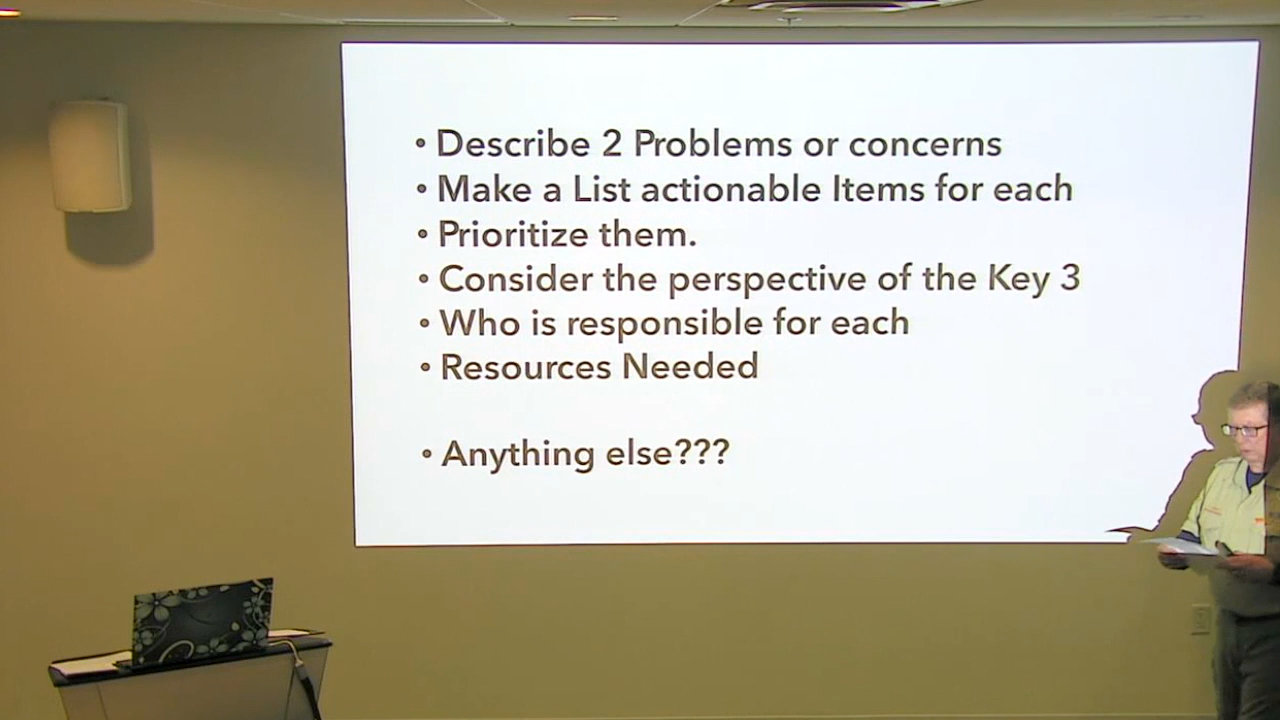 • Describe 2 Problems or concerns
• Make a List actionable Items for each
• Prioritize them.
• Consider the perspective of the Key 3
• Who is responsible for each
• Resources Needed
• Anything else???